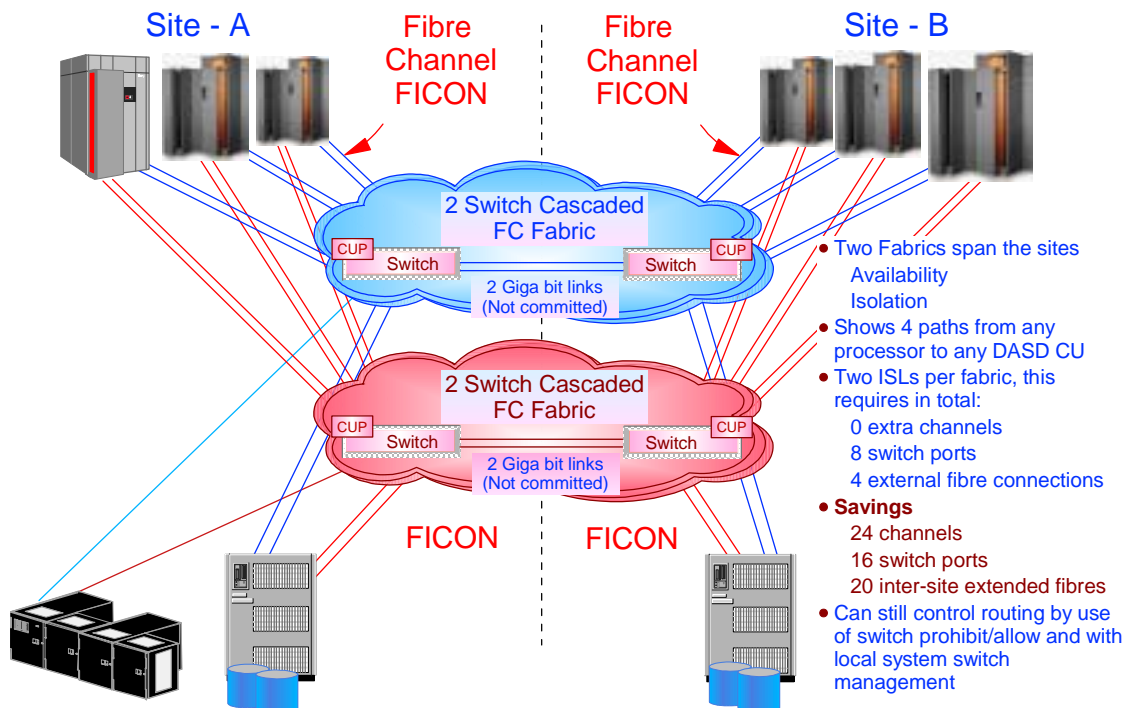 Site - A
Fibre
Channel
FICON
Fibre
Channel
FICON
Site - B
2 Switch Cascaded
FC Fabric
CUP
Switch
CUP
Switch
2 Giga bit links
(Not committed)
2 Switch Cascaded
FC Fabric
CUP
Switch
CUP
Switch
2 Giga bit links
(Not committed)
FICON
FICON
• Two Fabrics span the sites
Availability
Isolation
• Shows 4 paths from any
processor to any DASD CU
• Two ISLs per fabric, this
requires in total:
0 extra channels
8 switch ports
4 external fibre connections
• Savings
24 channels
16 switch ports
20 inter-site extended fibres
• Can still control routing by use
of switch prohibit/allow and with
local system switch
management